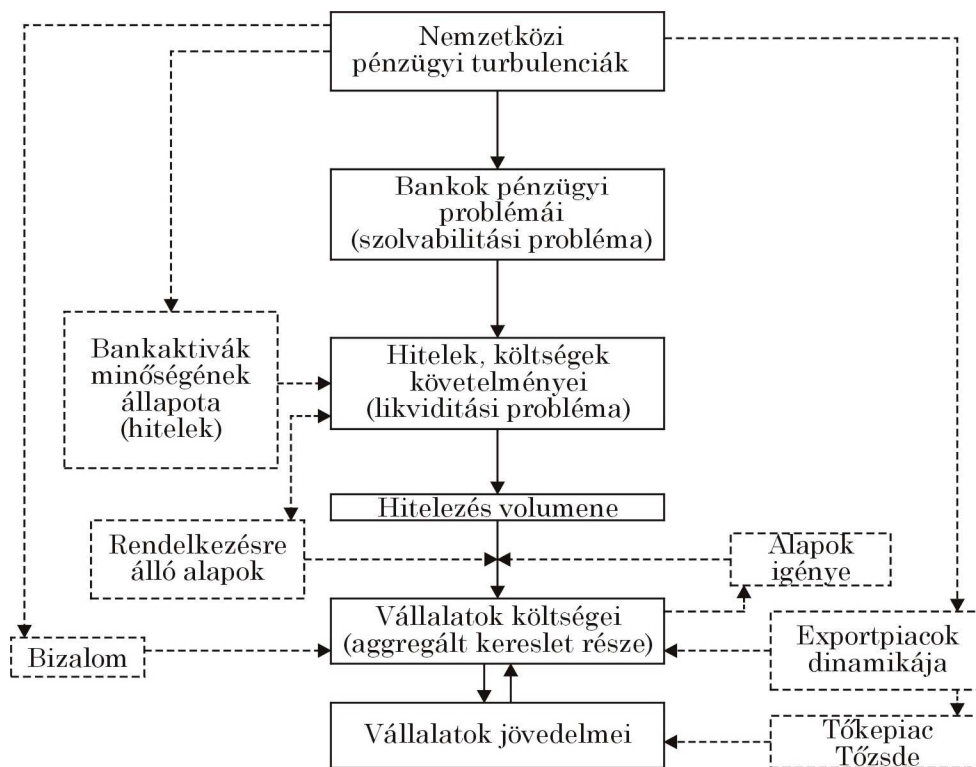 Nemzetközi
pénzügyi turbulenciák
Bankok pénzügyi
problémái
(szolvabilitási probléma)
Bankaktivák
minőségének
állapota
(hitelek)
Hitelek, költségek
követelményei
(likviditási probléma)
Hitelezés volumene
Rendelkezésre
álló alapok
Alapok
igénye
Vállalatok költségei
(aggregált kereslet része)
Bizalom
Exportpiacok
dinamikája
Vállalatok jövedelmei
Tőkepiac
Tőzsde